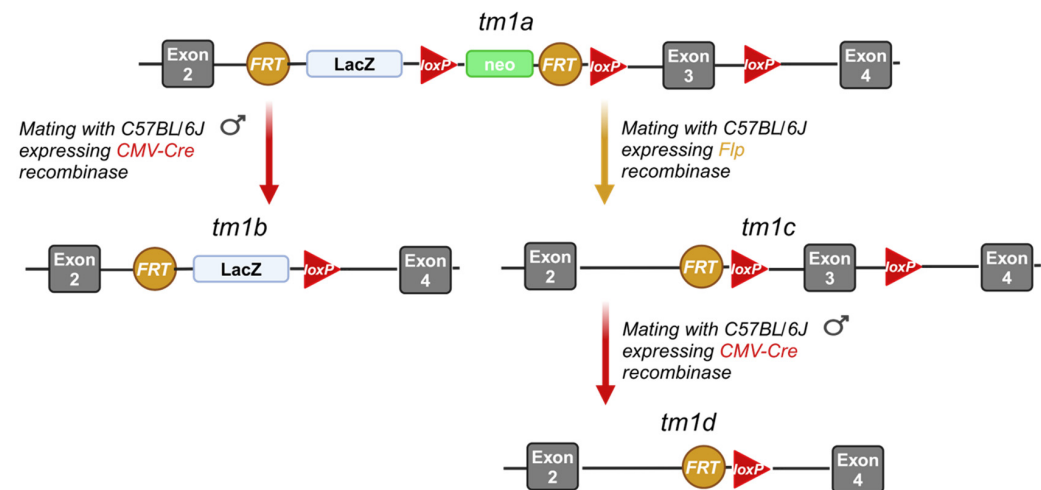 tm1a
Exon 2 FRT LacZ loxP neo FRT loxP Exon 3 loxP Exon 4
Mating with C57BL/6J ♂
expressing CMV-Cre
recombinase
Mating with C57BL/6J
expressing Flp
recombinase
tm1b
Exon 2 FRT LacZ loxP Exon 4
tm1c
Exon 2 FRT loxP Exon 3 loxP Exon 4
Mating with C57BL/6J ♂
expressing CMV-Cre
recombinase
tm1d
Exon 2 FRT loxP Exon 4